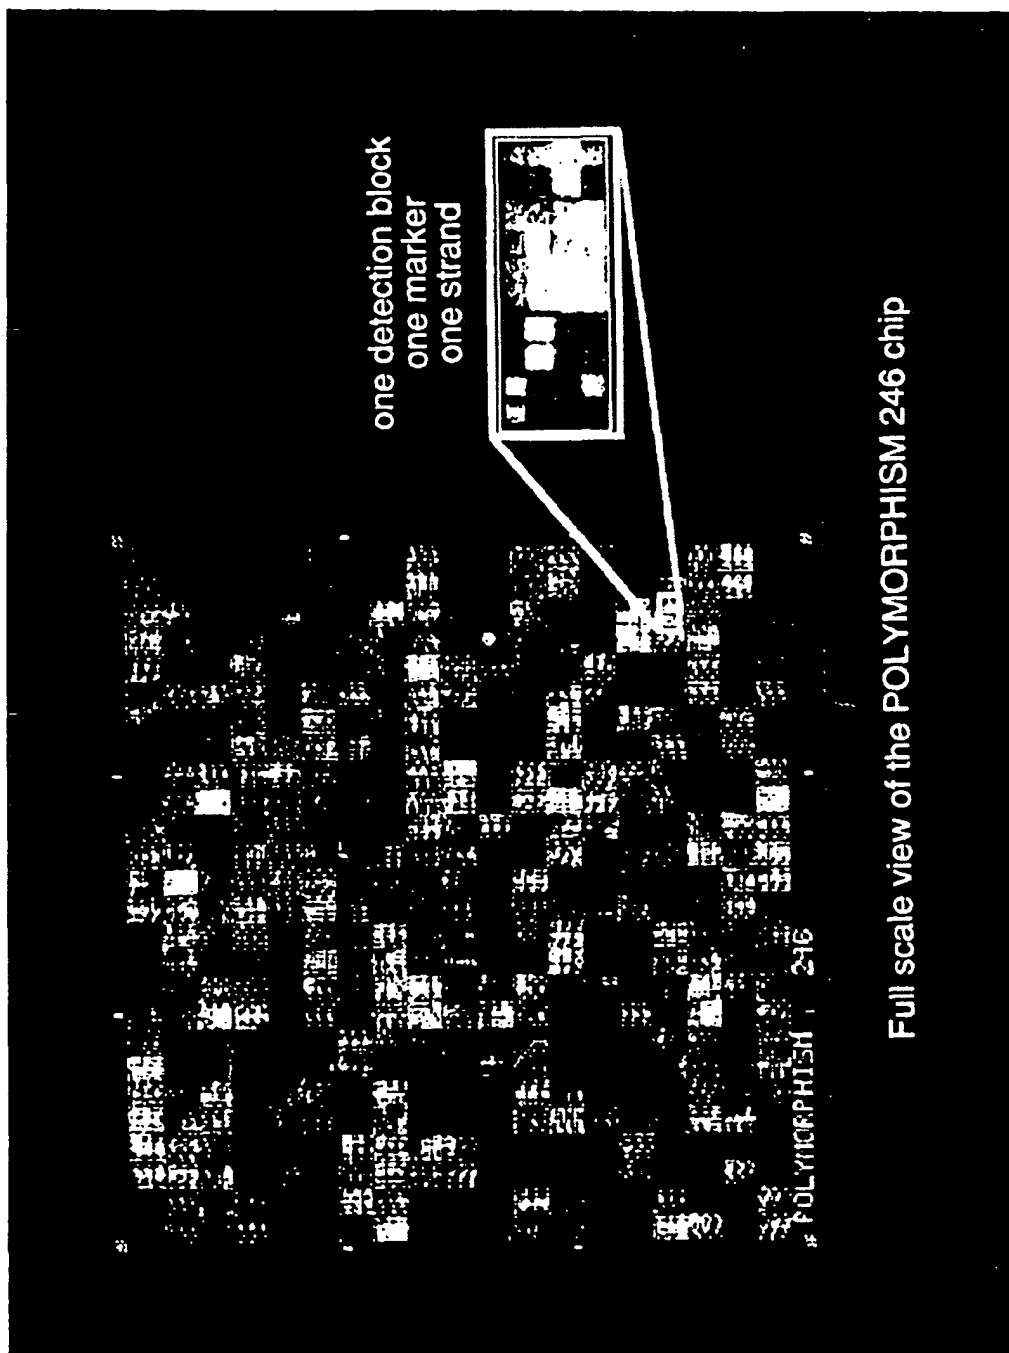 one detection block
one marker
one strand
POLYMORPHISM 246
Full scale view of the POLYMORPHISM 246 chip